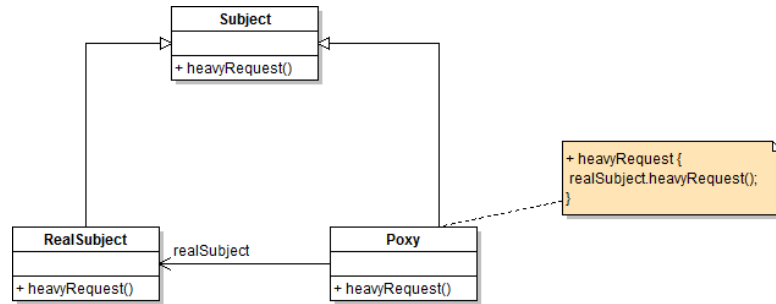 Subject
+ heavyRequest()
+ heavyRequest {
realSubject.heavyRequest();
}
RealSubject
+ heavyRequest()
realSubject
Poxy
+ heavyRequest()